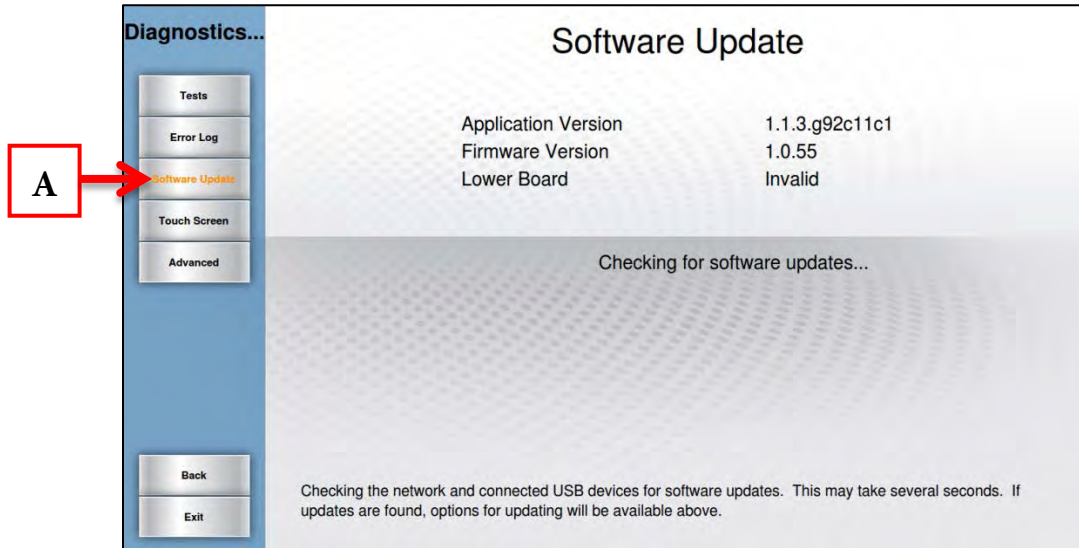 Diagnostics...
Tests
Error Log
Software Update
Touch Screen
Advanced
Back
Exit
A
Software Update
Application Version 1.1.3.g92c11c1
Firmware Version 1.0.55
Lower Board Invalid
Checking for software updates...
Checking the network and connected USB devices for software updates. This may take several seconds. If
updates are found, options for updating will be available above.